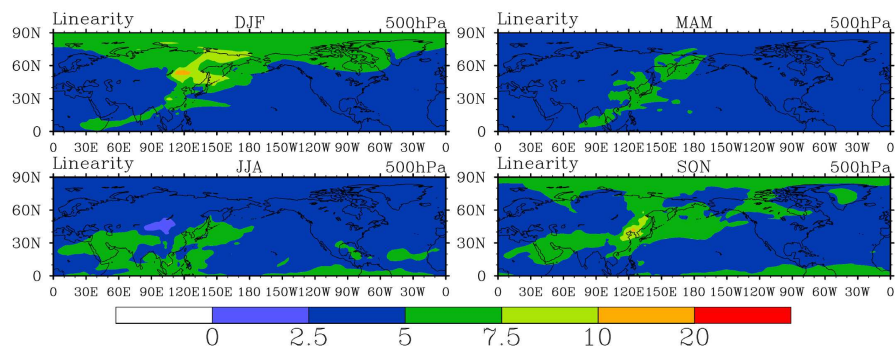 Linearity DJF 500hPa
Linearity MAM 500hPa
90N
60N
30N
0
0 30E 60E 90E 120E 150E 180 150W 120W 90W 60W 30W 0
90N
60N
30N
0
0 30E 60E 90E 120E 150E 180 150W 120W 90W 60W 30W 0
Linearity JJA 500hPa
Linearity SON 500hPa
90N
60N
30N
0
0 30E 60E 90E 120E 150E 180 150W 120W 90W 60W 30W 0
90N
60N
30N
0
0 30E 60E 90E 120E 150E 180 150W 120W 90W 60W 30W 0
0 2.5 5 7.5 10 20